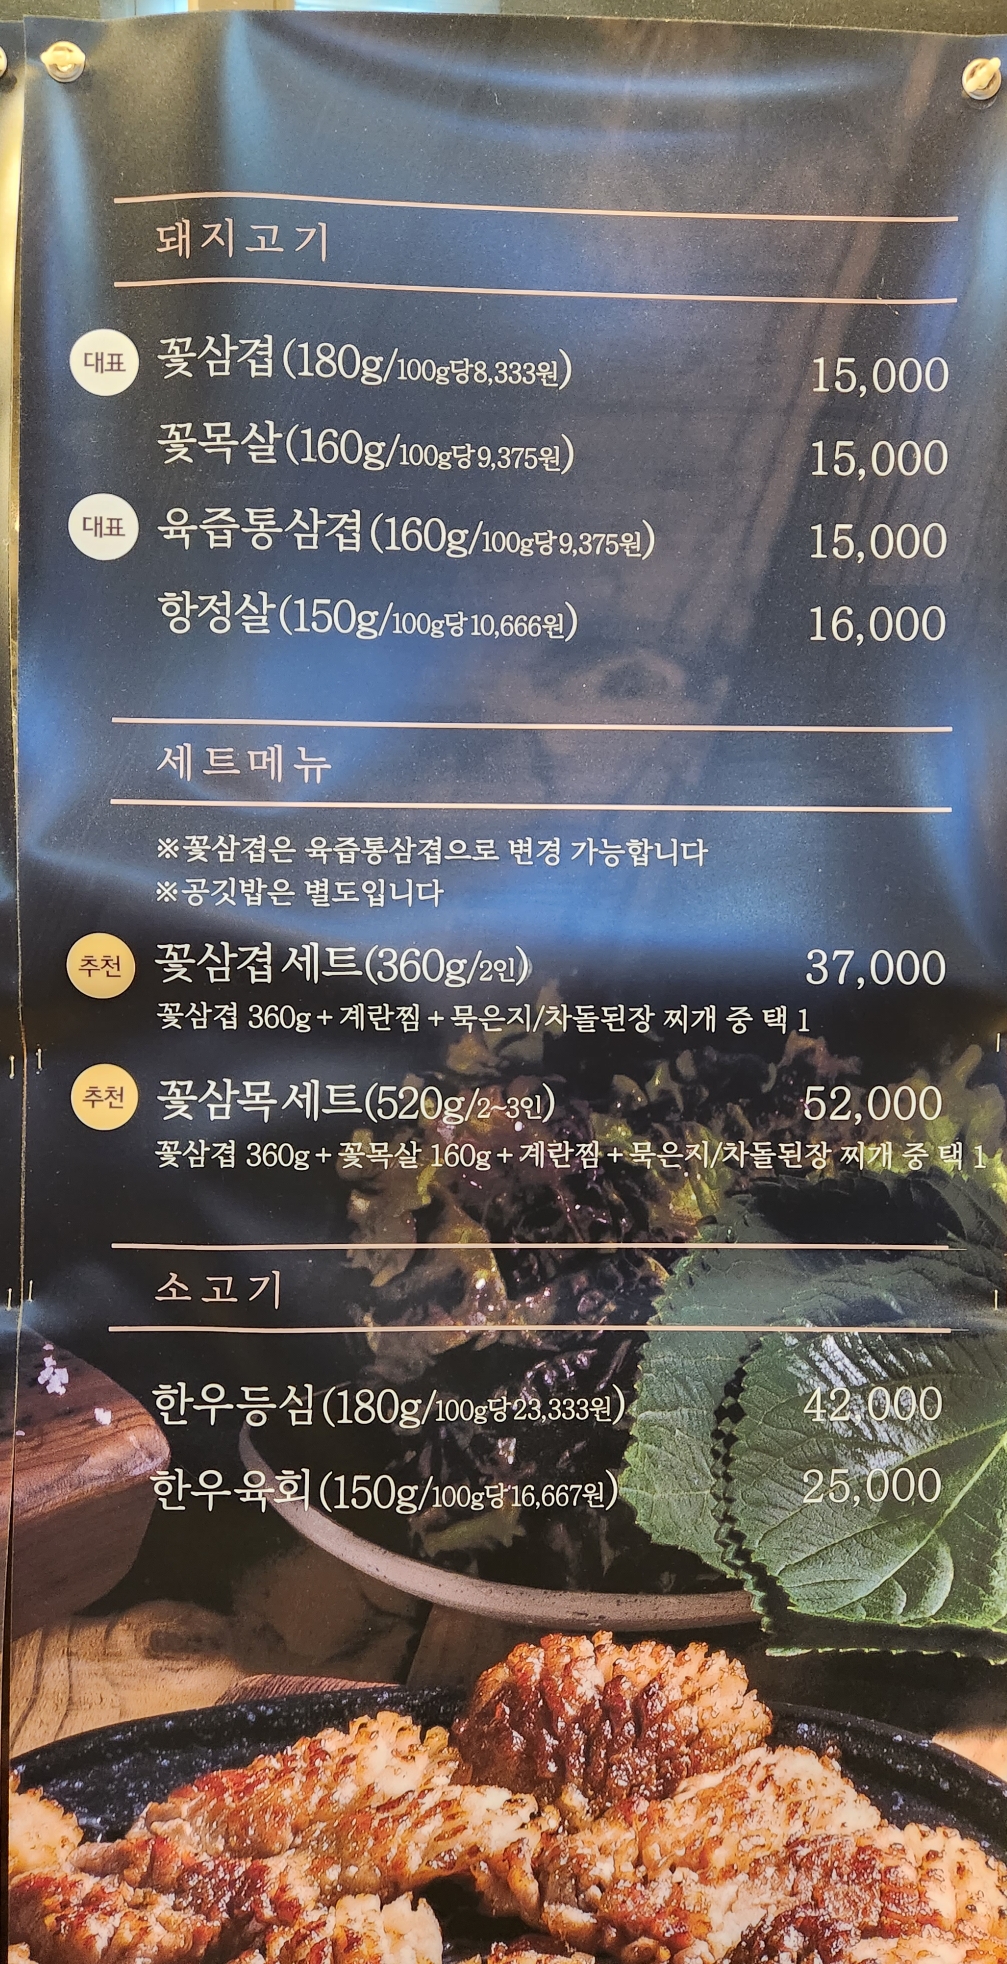 돼지고기
대표 꽃삼겹(180g/100g당8,333원) 15,000
꽃목살(160g/100g당9,375원) 15,000
대표 육즙통삼겹(160g/100g당9,375원) 15,000
항정살(150g/100g당10,666원) 16,000
세트메뉴
※꽃삼겹은 육즙통삼겹으로 변경 가능합니다
※공깃밥은 별도입니다
추천 꽃삼겹 세트(360g/2인) 37,000
꽃삼겹 360g + 계란찜 + 묵은지/차돌된장 찌개 중 택 1
추천 꽃삼목 세트(520g/2~3인) 52,000
꽃삼겹 360g + 꽃목살 160g + 계란찜 + 묵은지/차돌된장 찌개 중 택 1
소고기
한우등심(180g/100g당23,333원) 42,000
한우육회(150g/100g당16,667원) 25,000